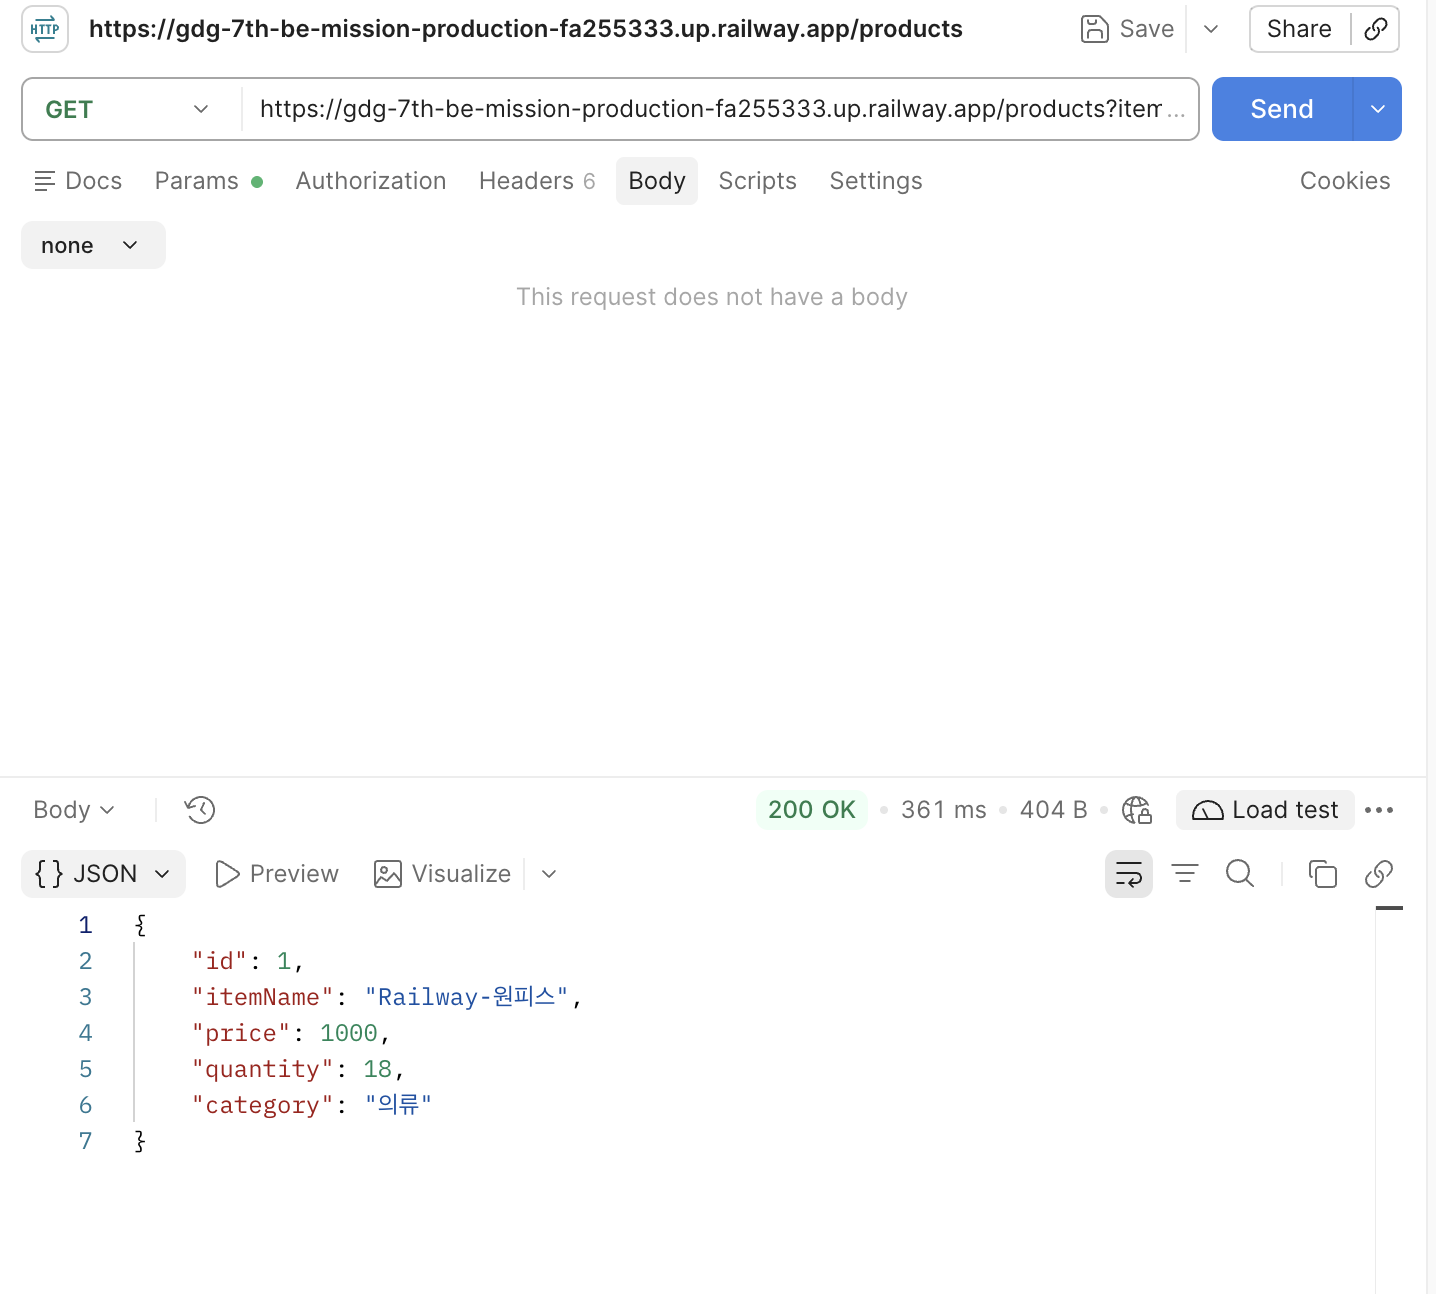 HTTP https://gdg-7th-be-mission-production-fa255333.up.railway.app/products Save Share
GET https://gdg-7th-be-mission-production-fa255333.up.railway.app/products?item ... Send
Docs Params Authorization Headers 6 Body Scripts Settings Cookies
none
This request does not have a body
Body 200 OK 361 ms 404 B Load test
{} JSON Preview Visualize
1 {
2 "id": 1,
3 "itemName": "Railway-원피스",
4 "price": 1000,
5 "quantity": 18,
6 "category": "의류"
7 }